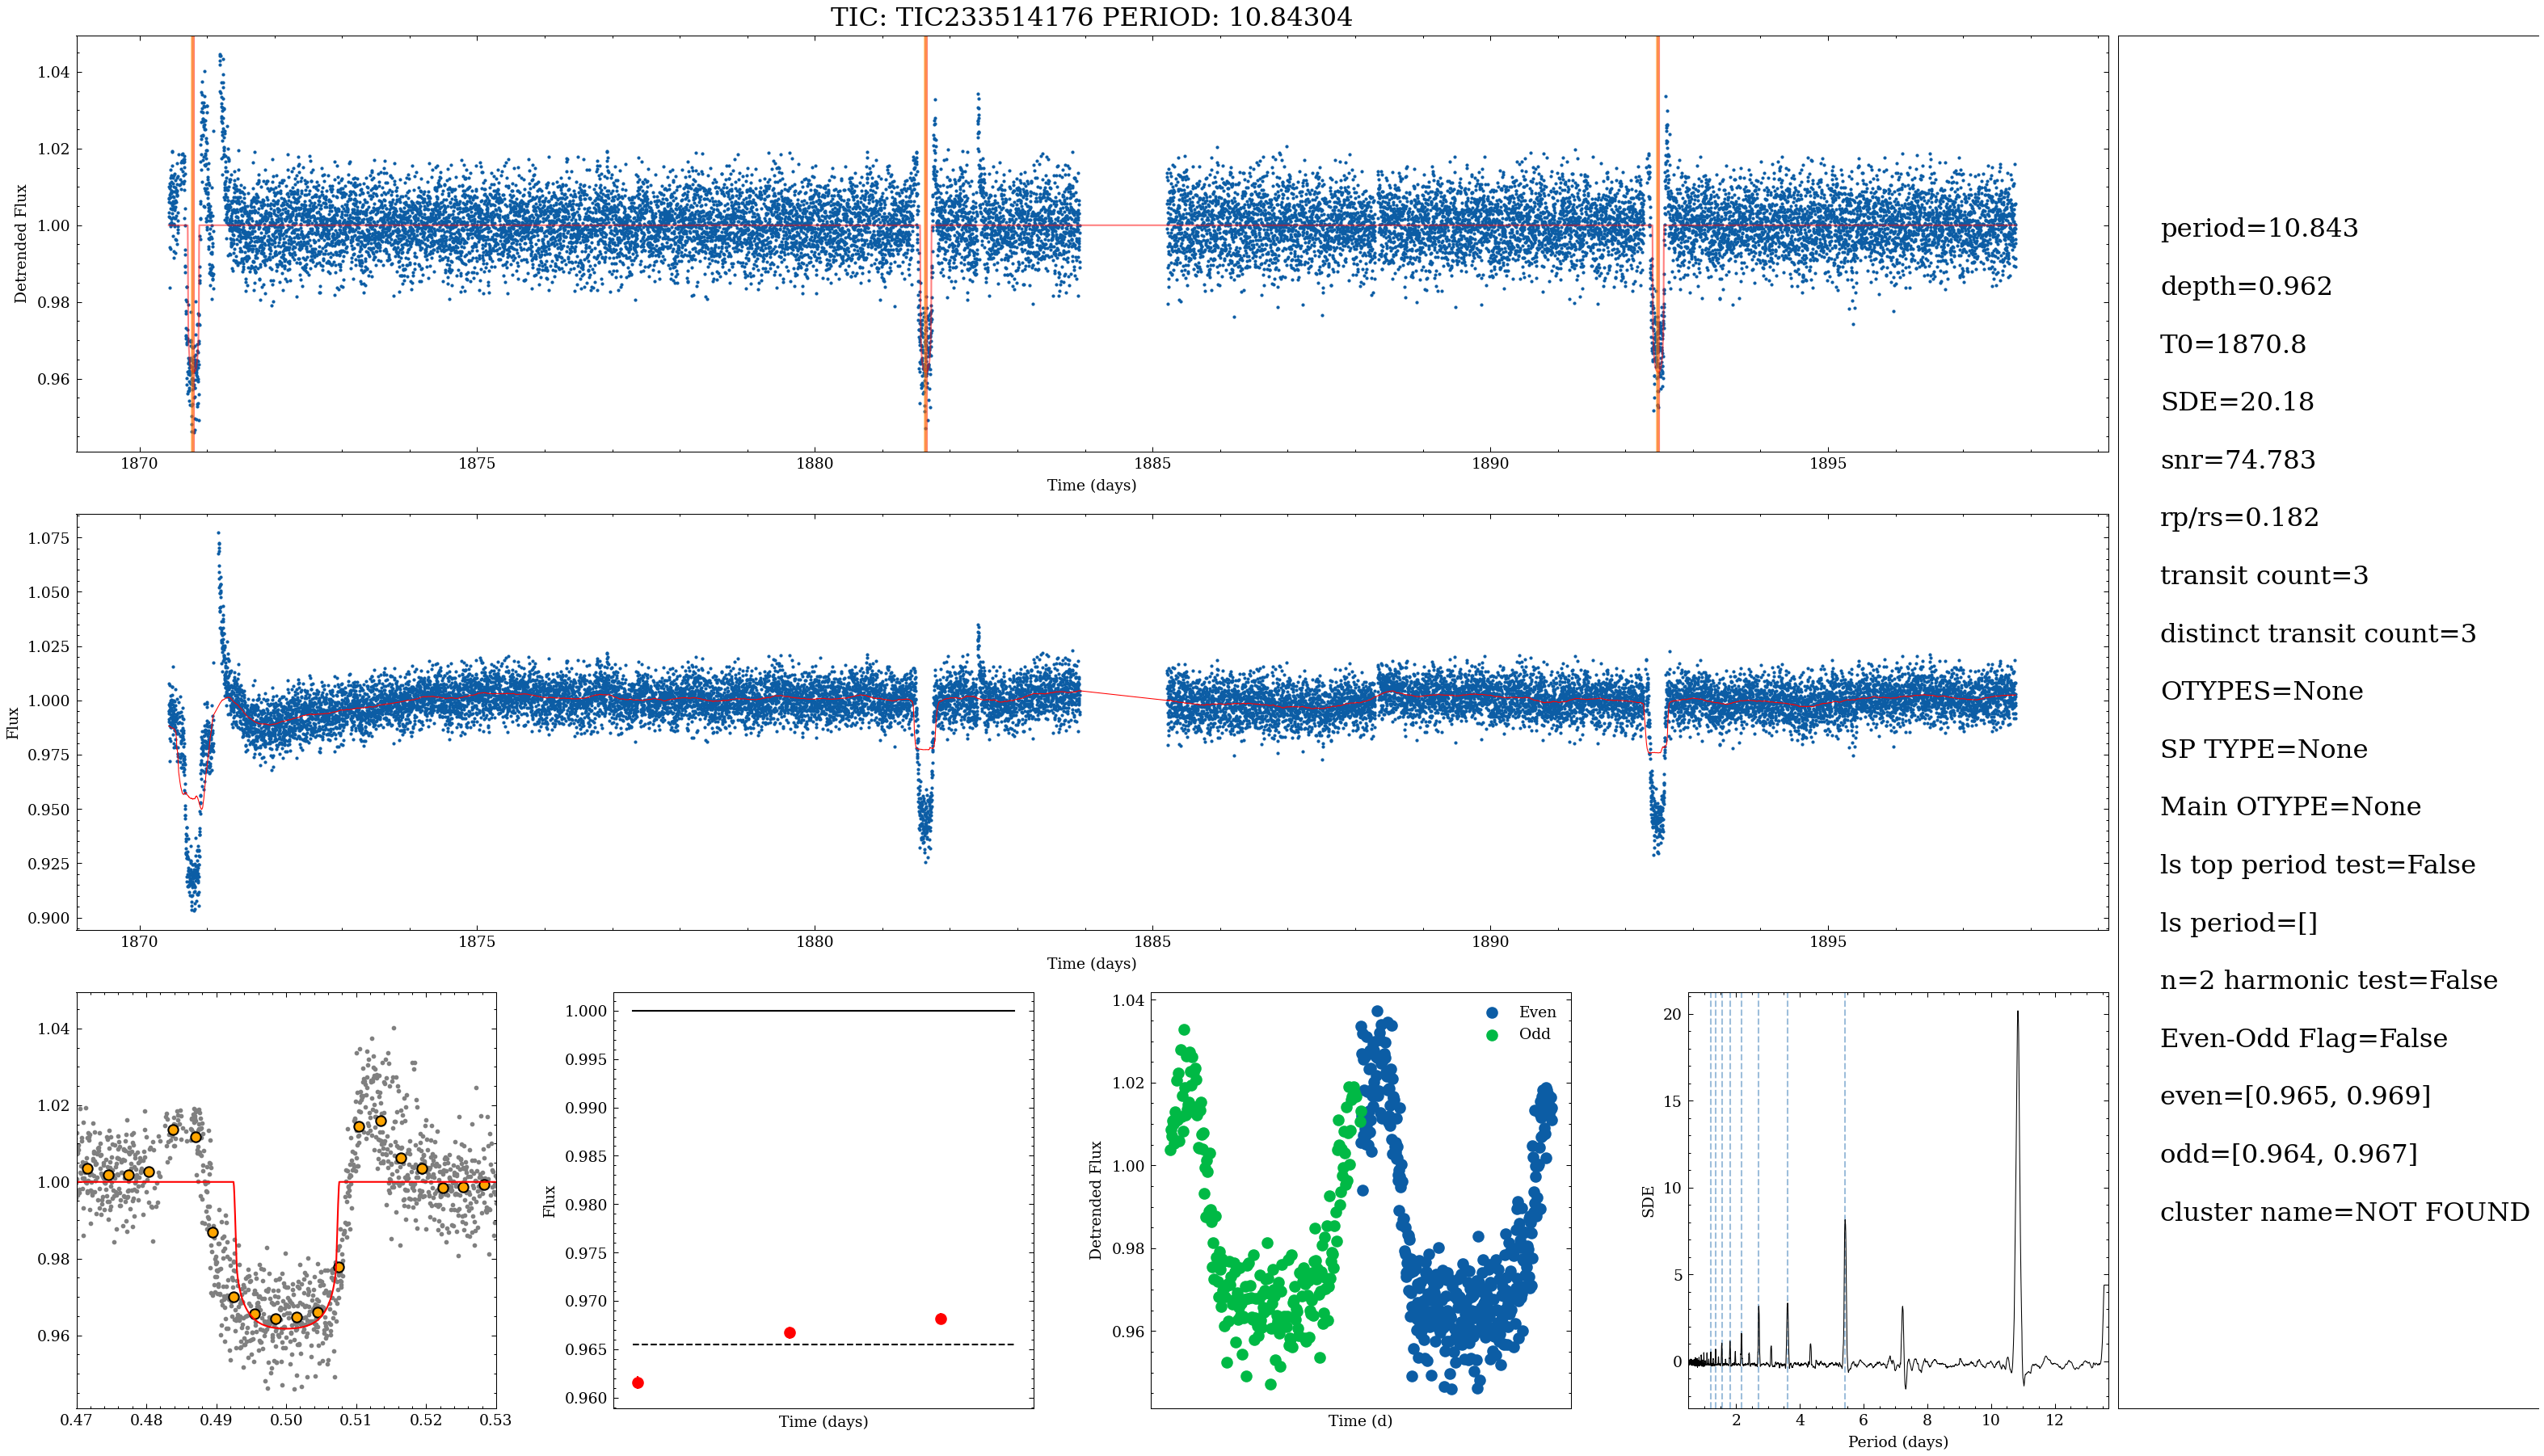 TIC: TIC233514176 PERIOD: 10.84304
Detrended Flux
1.04
1.02
1.00
0.98
0.96
1870 1875 1880 1885 1890 1895
Time (days)
Flux
1.075
1.050
1.025
1.000
0.975
0.950
0.925
0.900
1870 1875 1880 1885 1890 1895
Time (days)
1.04
1.02
1.00
0.98
0.96
0.47 0.48 0.49 0.50 0.51 0.52 0.53
Flux
1.000
0.995
0.990
0.985
0.980
0.975
0.970
0.965
0.960
Time (days)
Detrended Flux
1.04
1.02
1.00
0.98
0.96
Even
Odd
Time (d)
SDE
20
15
10
5
0
2 4 6 8 10 12
Period (days)
period=10.843
depth=0.962
T0=1870.8
SDE=20.18
snr=74.783
rp/rs=0.182
transit count=3
distinct transit count=3
OTYPES=None
SP TYPE=None
Main OTYPE=None
ls top period test=False
ls period=[]
n=2 harmonic test=False
Even-Odd Flag=False
even=[0.965, 0.969]
odd=[0.964, 0.967]
cluster name=NOT FOUND